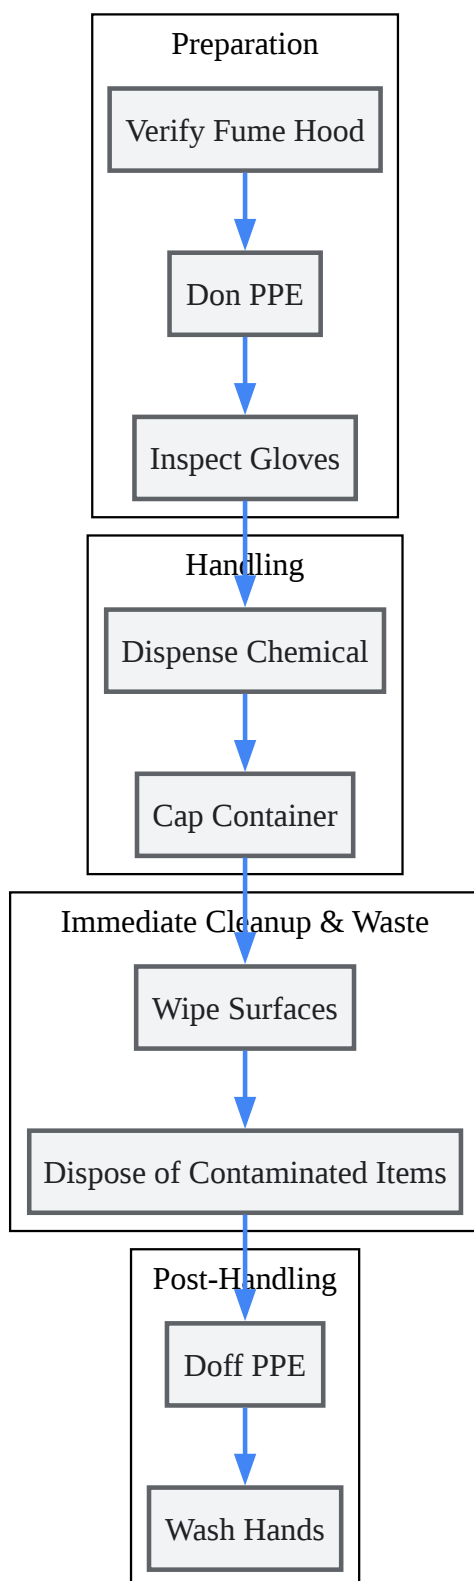 Preparation
Verify Fume Hood
Don PPE
Inspect Gloves
Handling
Dispense Chemical
Cap Container
Immediate Cleanup & Waste
Wipe Surfaces
Dispose of Contaminated Items
Post-Handling
Doff PPE
Wash Hands